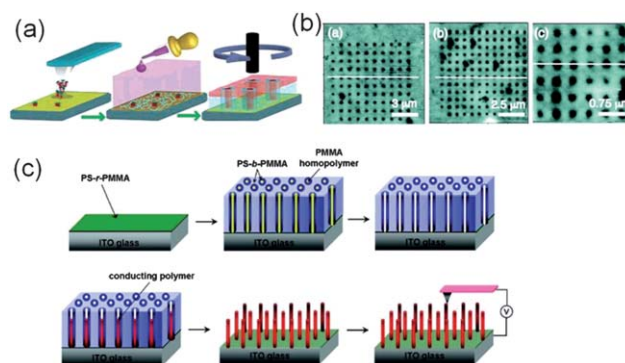 (a)
(b)
(a)
(b)
(c)
3 μm
2.5 μm
0.75 μm
(c)
PS-r-PMMA
PS-b-PMMA
PMMA
homopolymer
ITO glass
ITO glass
ITO glass
conducting polymer
V
ITO glass
ITO glass
ITO glass